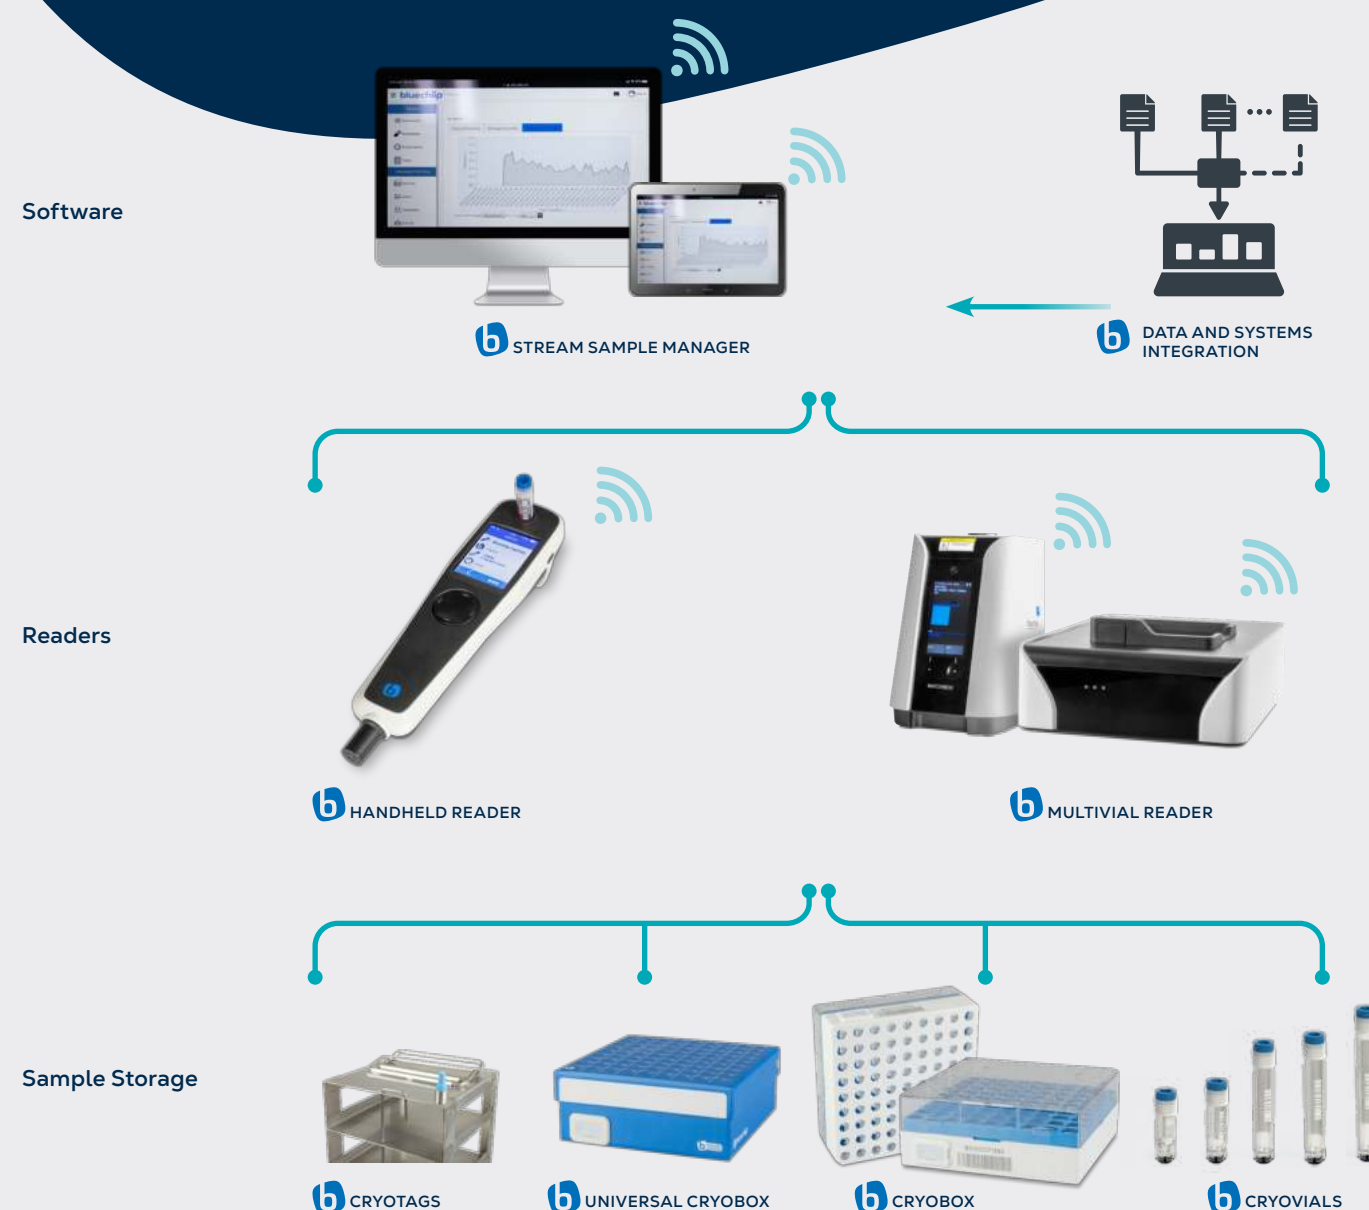 bluechiip
Software
STREAM SAMPLE MANAGER
DATA AND SYSTEMS
INTEGRATION
Readers
HANDHELD READER
MULTIVIAL READER
Sample Storage
CRYOTAGS
UNIVERSAL CRYOBOX
CRYOBOX
CRYOVIALS